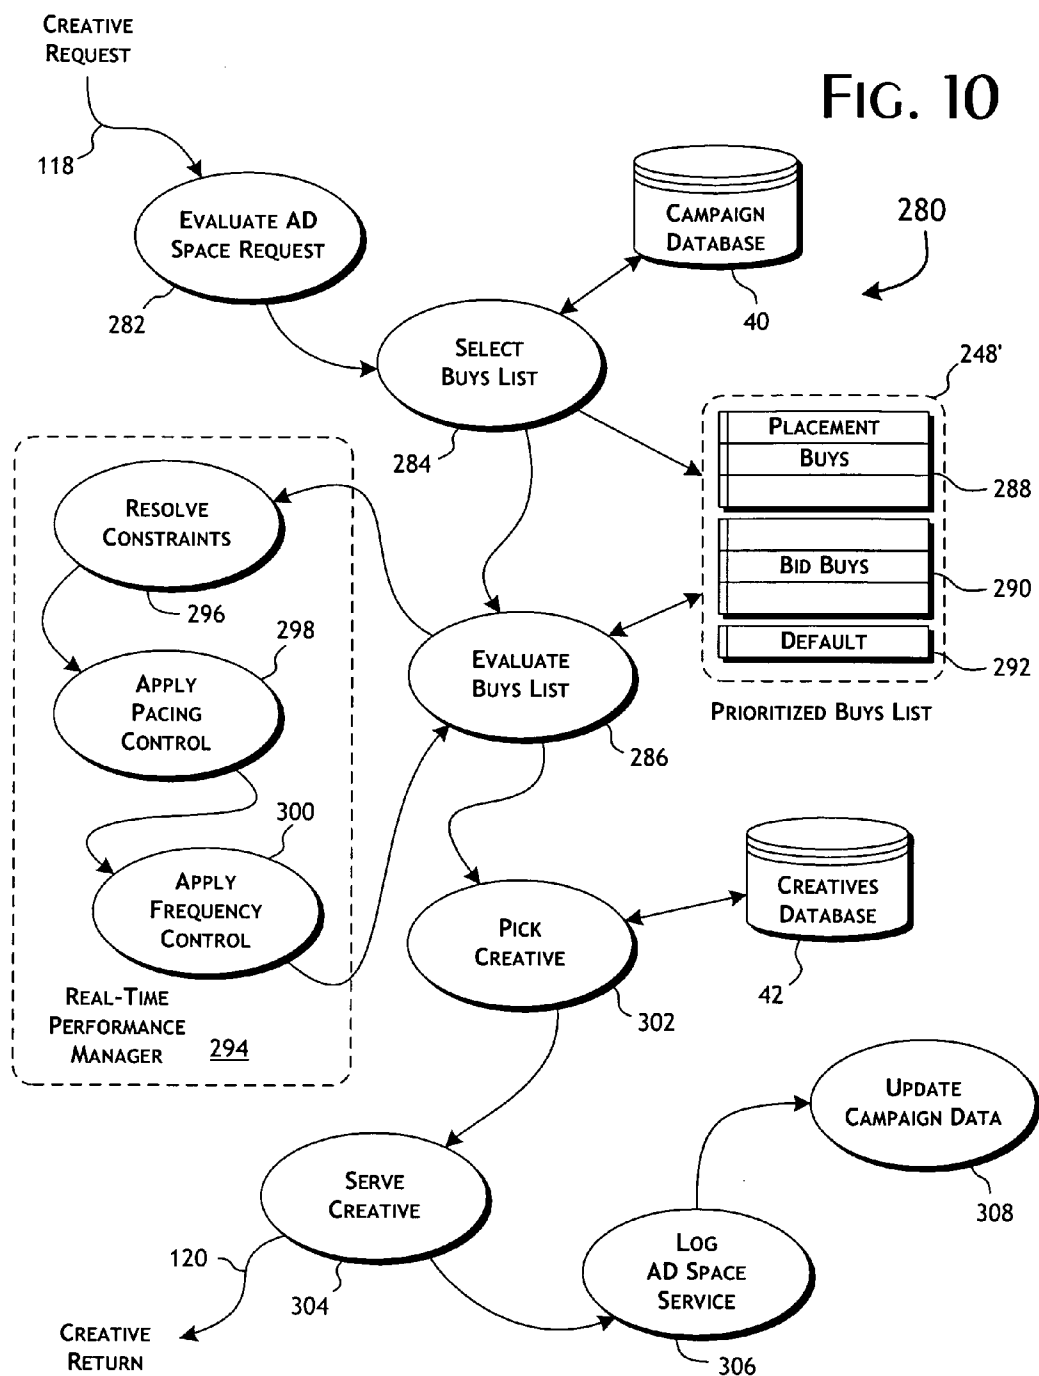 CREATIVE
REQUEST
FIG. 10
118
EVALUATE AD
SPACE REQUEST
282
CAMPAIGN
DATABASE
40
280
SELECT
BUYS LIST
284
248'
PLACEMENT
BUYS
288
BID BUYS
290
DEFAULT
292
PRIORITIZED BUYS LIST
RESOLVE
CONSTRAINTS
296
298
APPLY
PACING
CONTROL
300
APPLY
FREQUENCY
CONTROL
REAL-TIME
PERFORMANCE
MANAGER 294
EVALUATE
BUYS LIST
286
PICK
CREATIVE
302
CREATIVES
DATABASE
42
UPDATE
CAMPAIGN DATA
308
SERVE
CREATIVE
304
120
CREATIVE
RETURN
LOG
AD SPACE
SERVICE
306